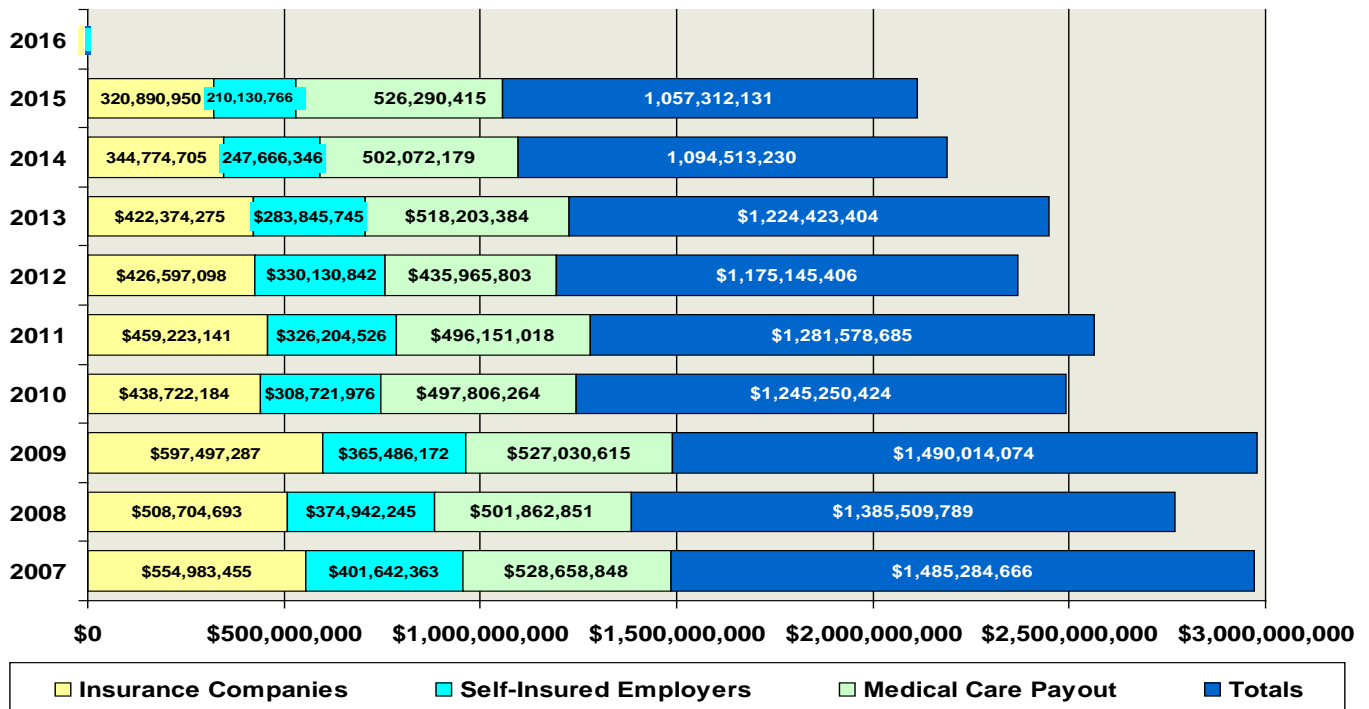 2016
2015 320,890,950 210,130,766 526,290,415 1,057,312,131
2014 344,774,705 247,666,346 502,072,179 1,094,513,230
2013 $422,374,275 $283,845,745 $518,203,384 $1,224,423,404
2012 $426,597,098 $330,130,842 $435,965,803 $1,175,145,406
2011 $459,223,141 $326,204,526 $496,151,018 $1,281,578,685
2010 $438,722,184 $308,721,976 $497,806,264 $1,245,250,424
2009 $597,497,287 $365,486,172 $527,030,615 $1,490,014,074
2008 $508,704,693 $374,942,245 $501,862,851 $1,385,509,789
2007 $554,983,455 $401,642,363 $528,658,848 $1,485,284,666
$0 $500,000,000 $1,000,000,000 $1,500,000,000 $2,000,000,000 $2,500,000,000 $3,000,000,000
Insurance Companies Self-Insured Employers Medical Care Payout Totals